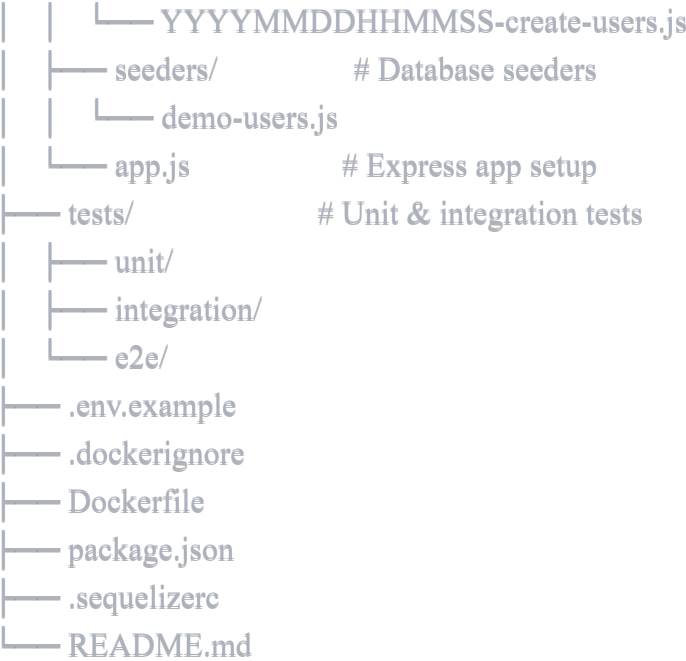 │   │   └── YYYYMMDDHHMMSS-create-users.js
│   ├── seeders/                # Database seeders
│   │   └── demo-users.js
│   └── app.js                  # Express app setup
├── tests/                      # Unit & integration tests
│   ├── unit/
│   ├── integration/
│   └── e2e/
├── .env.example
├── .dockerignore
├── Dockerfile
├── package.json
├── .sequelizerc
└── README.md